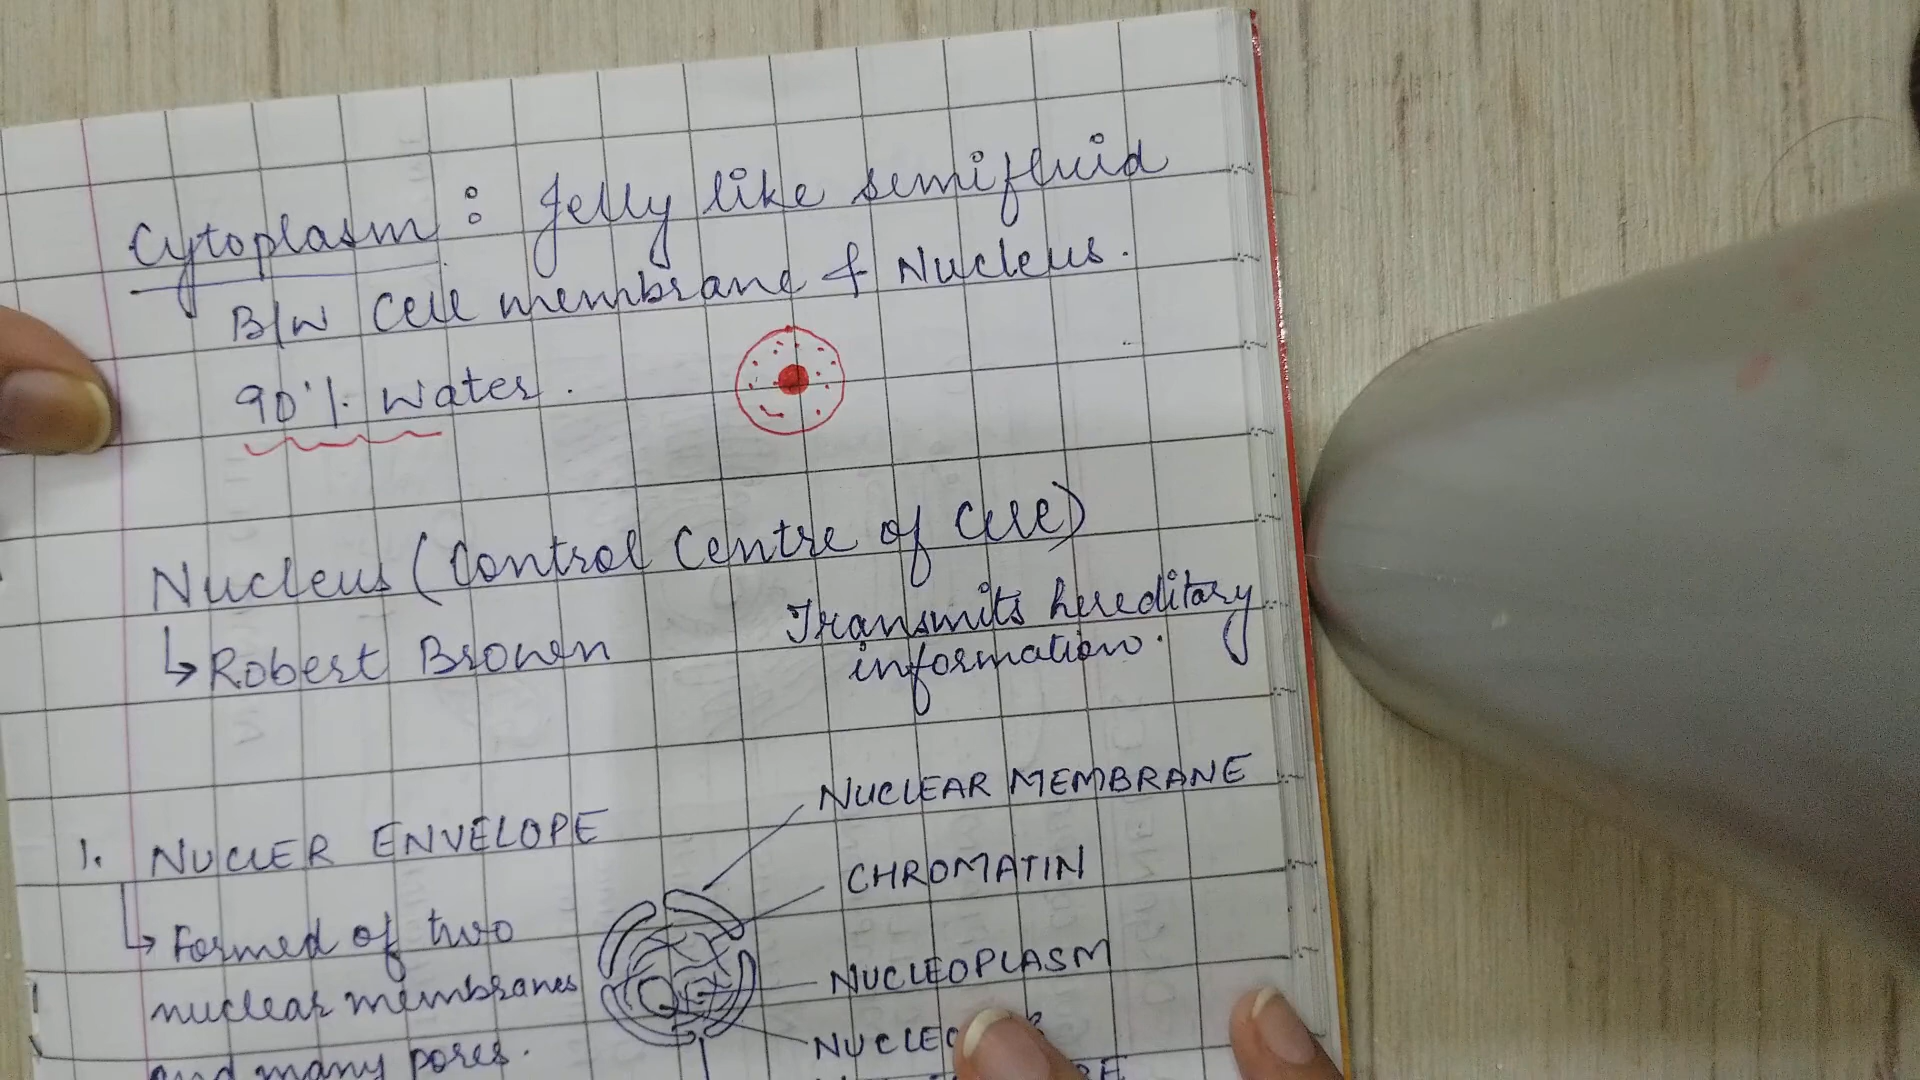 Cytoplasm : Jelly like semifluid
B/W Cell membrane & Nucleus.
90% Water.
Nucleus (Control Centre of Cell)
↳ Robert Brown
Transmits hereditary
information.
NUCLEAR MEMBRANE
1. NUCLER ENVELOPE
CHROMATIN
↳ Formed of two
NUCLEOPLASM
nuclear membranes
and many pores.